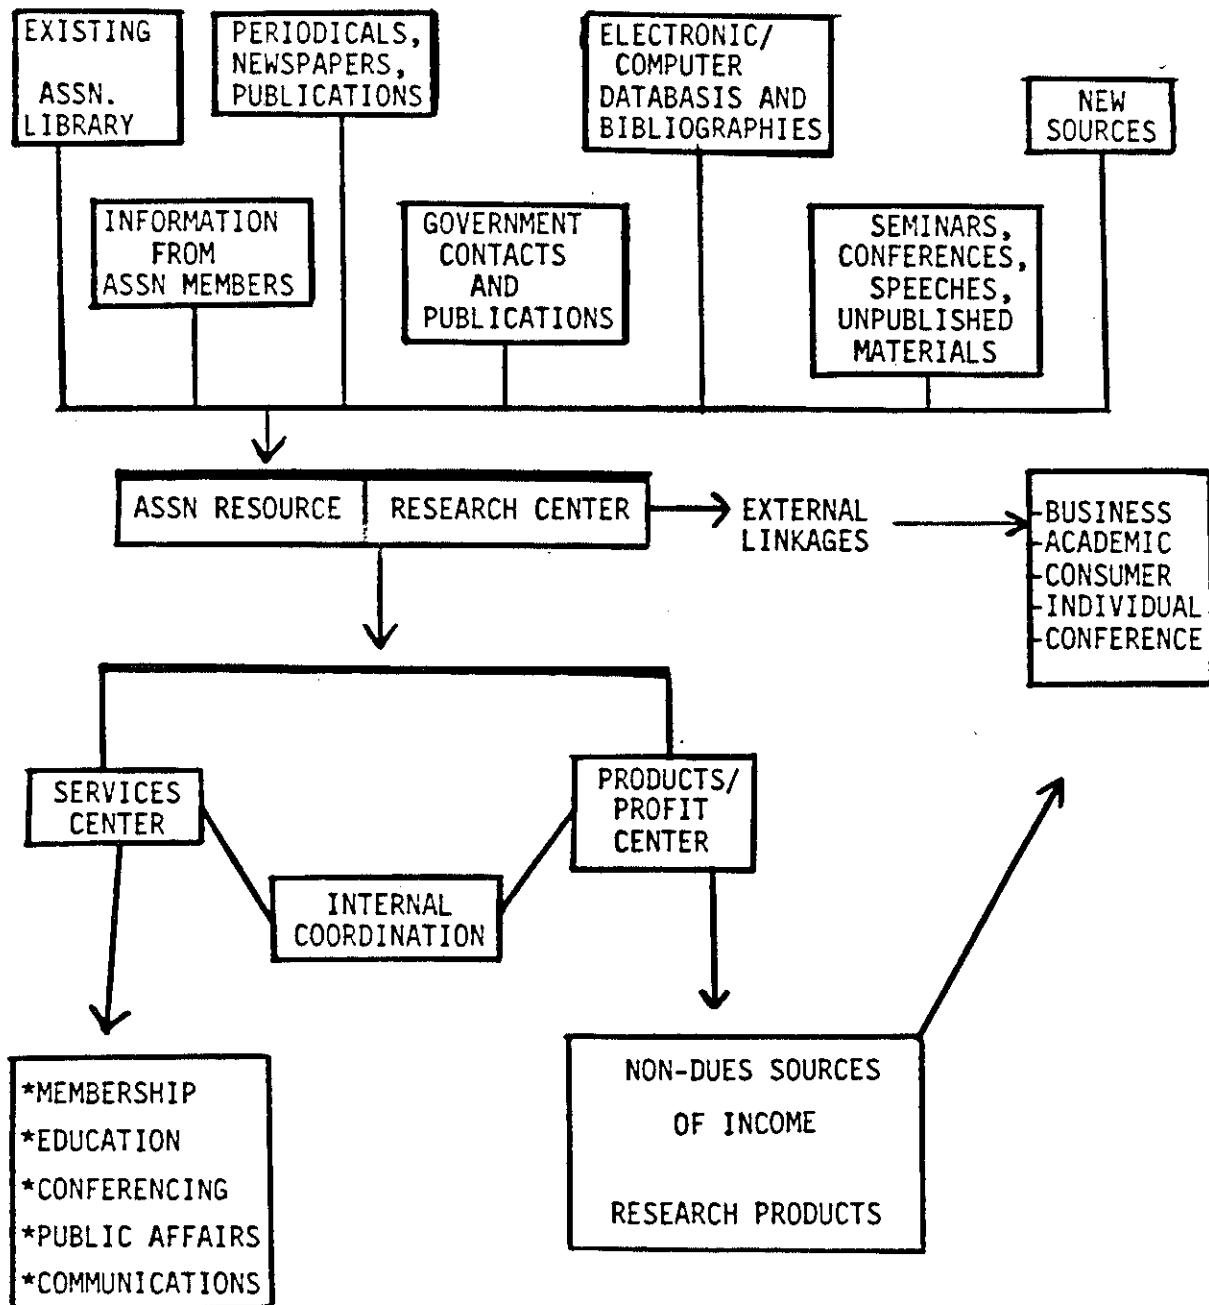 EXISTING
ASSN.
LIBRARY
PERIODICALS,
NEWSPAPERS,
PUBLICATIONS
ELECTRONIC/
COMPUTER
DATABASIS AND
BIBLIOGRAPHIES
NEW
SOURCES
INFORMATION
FROM
ASSN MEMBERS
GOVERNMENT
CONTACTS
AND
PUBLICATIONS
SEMINARS,
CONFERENCES,
SPEECHES,
UNPUBLISHED
MATERIALS
ASSN RESOURCE
RESEARCH CENTER
EXTERNAL
LINKAGES
-BUSINESS
-ACADEMIC
-CONSUMER
-INDIVIDUAL
-CONFERENCE
SERVICES
CENTER
PRODUCTS/
PROFIT
CENTER
INTERNAL
COORDINATION
*MEMBERSHIP
*EDUCATION
*CONFERENCING
*PUBLIC AFFAIRS
*COMMUNICATIONS
NON-DUES SOURCES
OF INCOME
RESEARCH PRODUCTS